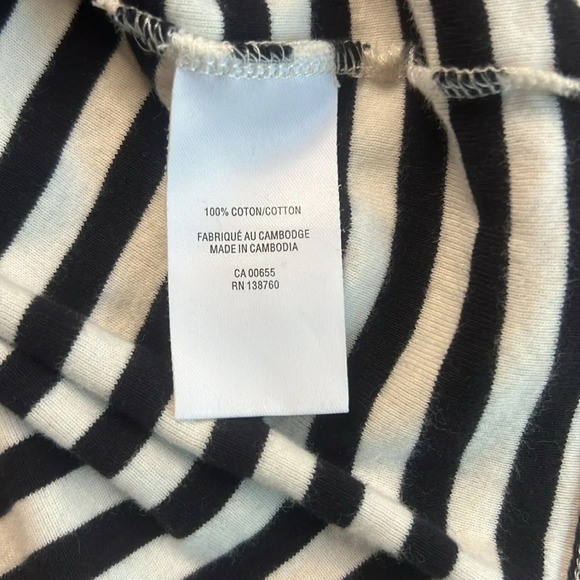 100% COTON/COTTON
FABRIQUÉ AU CAMBODGE
MADE IN CAMBODIA
CA 00655
RN 138760